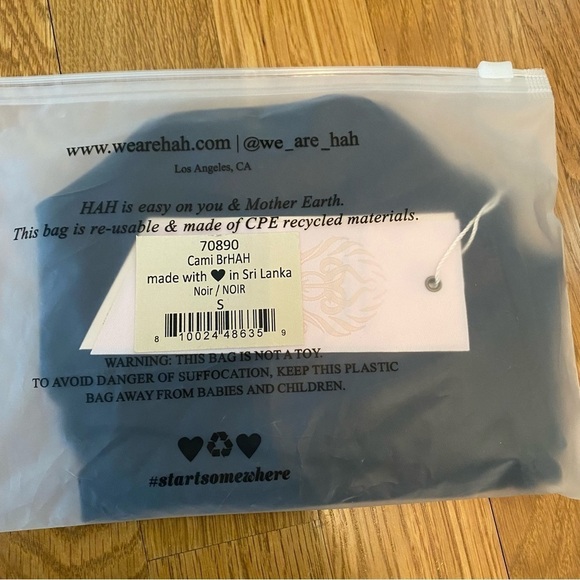 www.wearehah.com | @we_are_hah
Los Angeles, CA
HAH is easy on you & Mother Earth.
This bag is re-usable & made of CPE recycled materials.
70890
Cami BrHAH
made with ♥ in Sri Lanka
Noir / NOIR
S
8 10024 48635 9
WARNING: THIS BAG IS NOT A TOY.
TO AVOID DANGER OF SUFFOCATION, KEEP THIS PLASTIC
BAG AWAY FROM BABIES AND CHILDREN.
#startsomewhere